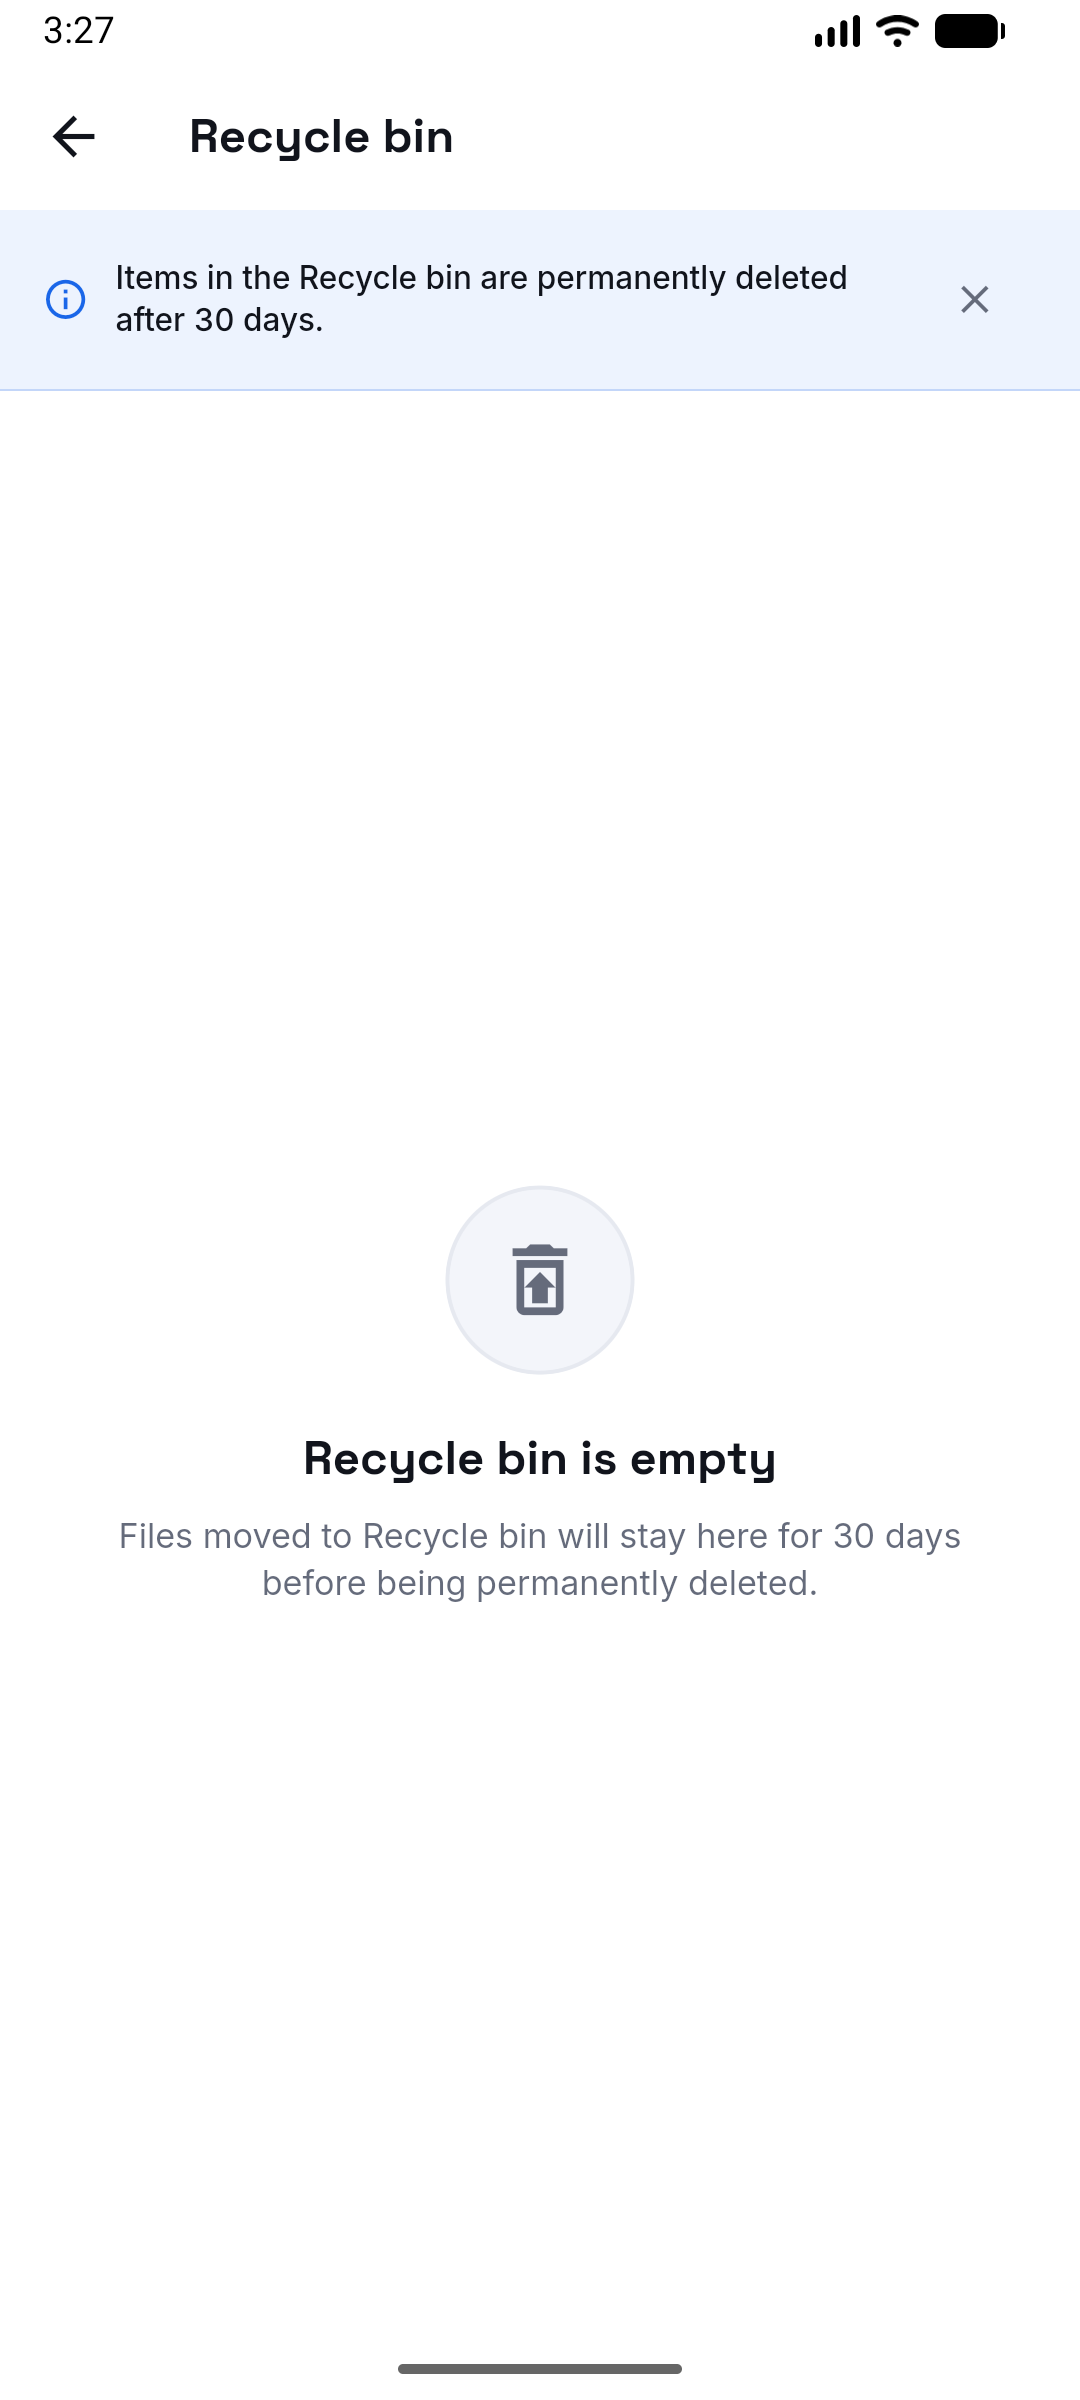 3:27
Recycle bin
Items in the Recycle bin are permanently deleted
after 30 days.
Recycle bin is empty
Files moved to Recycle bin will stay here for 30 days
before being permanently deleted.